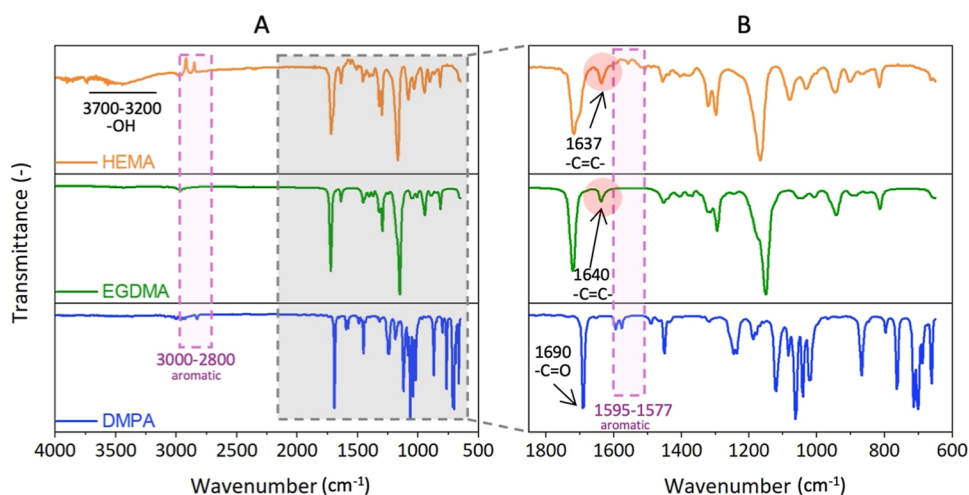 A
B
Transmittance (-)
3700-3200
-OH
HEMA
EGDMA
3000-2800
aromatic
DMPA
4000 3500 3000 2500 2000 1500 1000 500
Wavenumber (cm⁻¹)
1637
-C=C-
1640
-C=C-
1690
-C=O
1595-1577
aromatic
1800 1600 1400 1200 1000 800 600
Wavenumber (cm⁻¹)